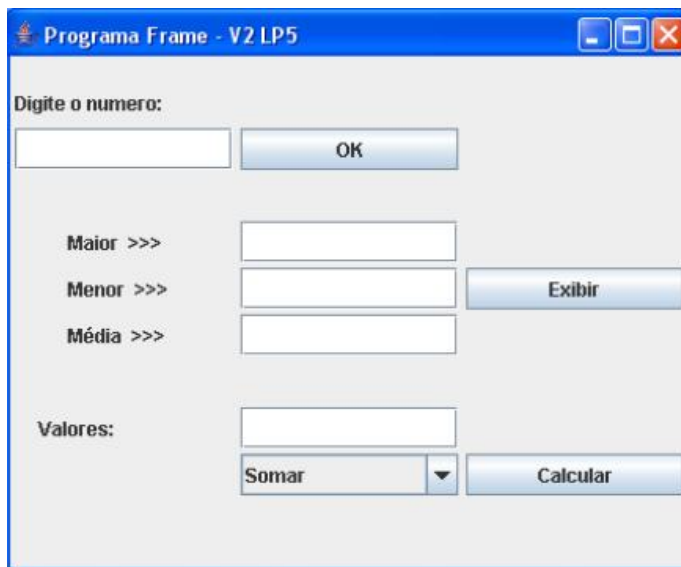 Programa Frame - V2 LP5
Digite o numero:
OK
Maior >>>
Menor >>>
Exibir
Média >>>
Valores:
Somar
Calcular